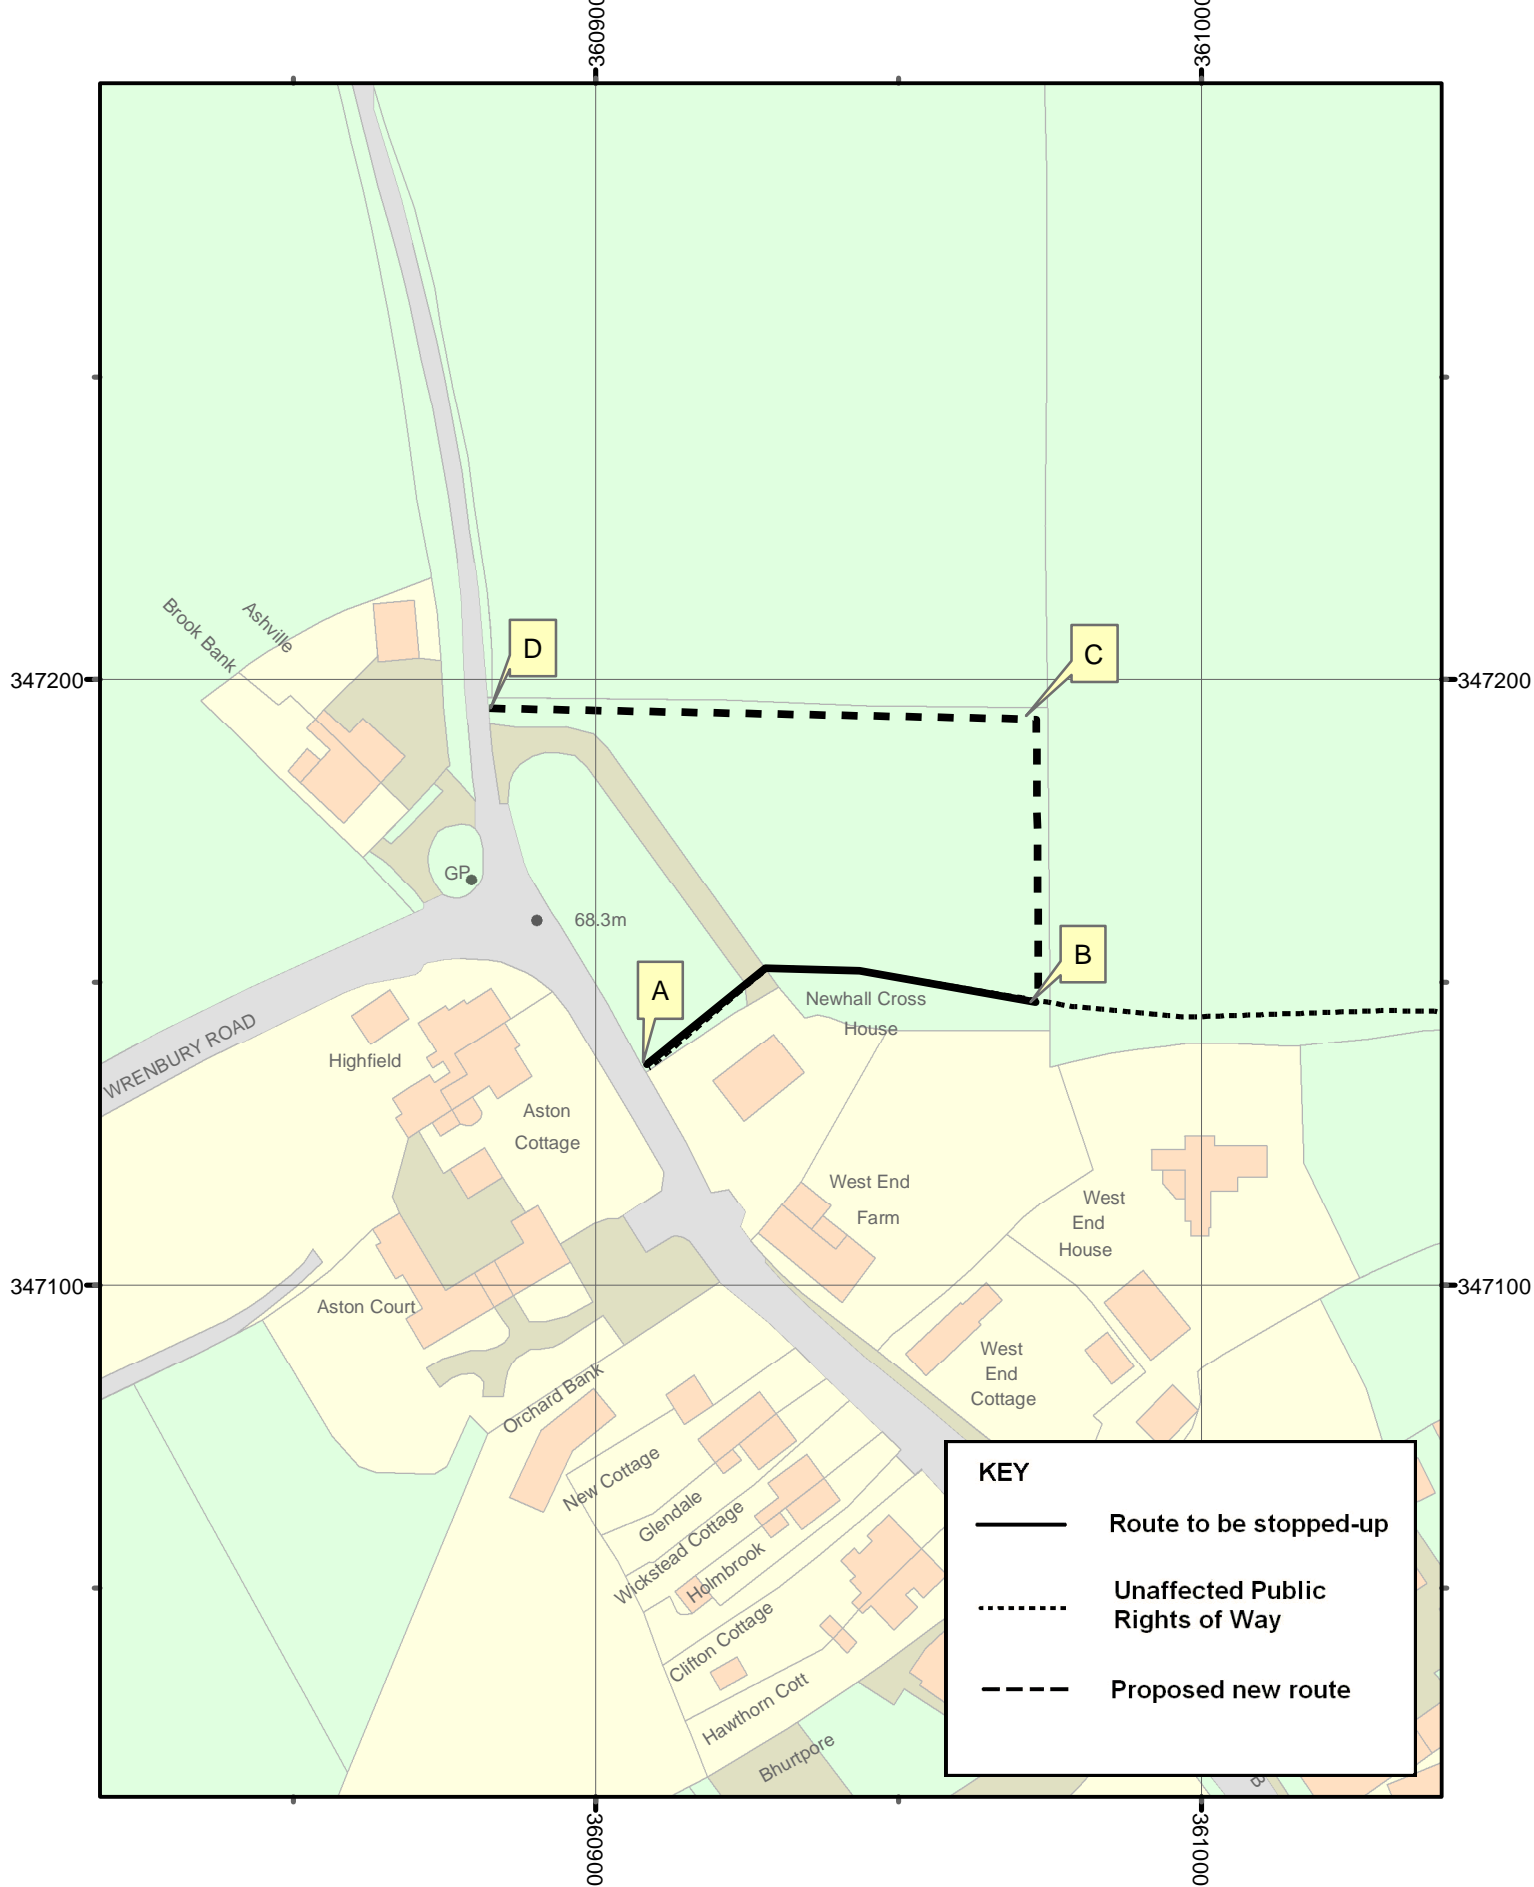 360900
361000
Ashville
Brook Bank
D
C
347200
347200
GP
68.3m
B
A
Newhall Cross
House
WRENBURY ROAD
Highfield
Aston
Cottage
West End
Farm
West
End
House
347100
347100
Aston Court
West
End
Cottage
Orchard Bank
New Cottage
Glendale
Wickstead Cottage
Holmbrook
Clifton Cottage
Hawthorn Cott
Bhurtpore
KEY
Route to be stopped-up
Unaffected Public
Rights of Way
Proposed new route
B
360900
361000